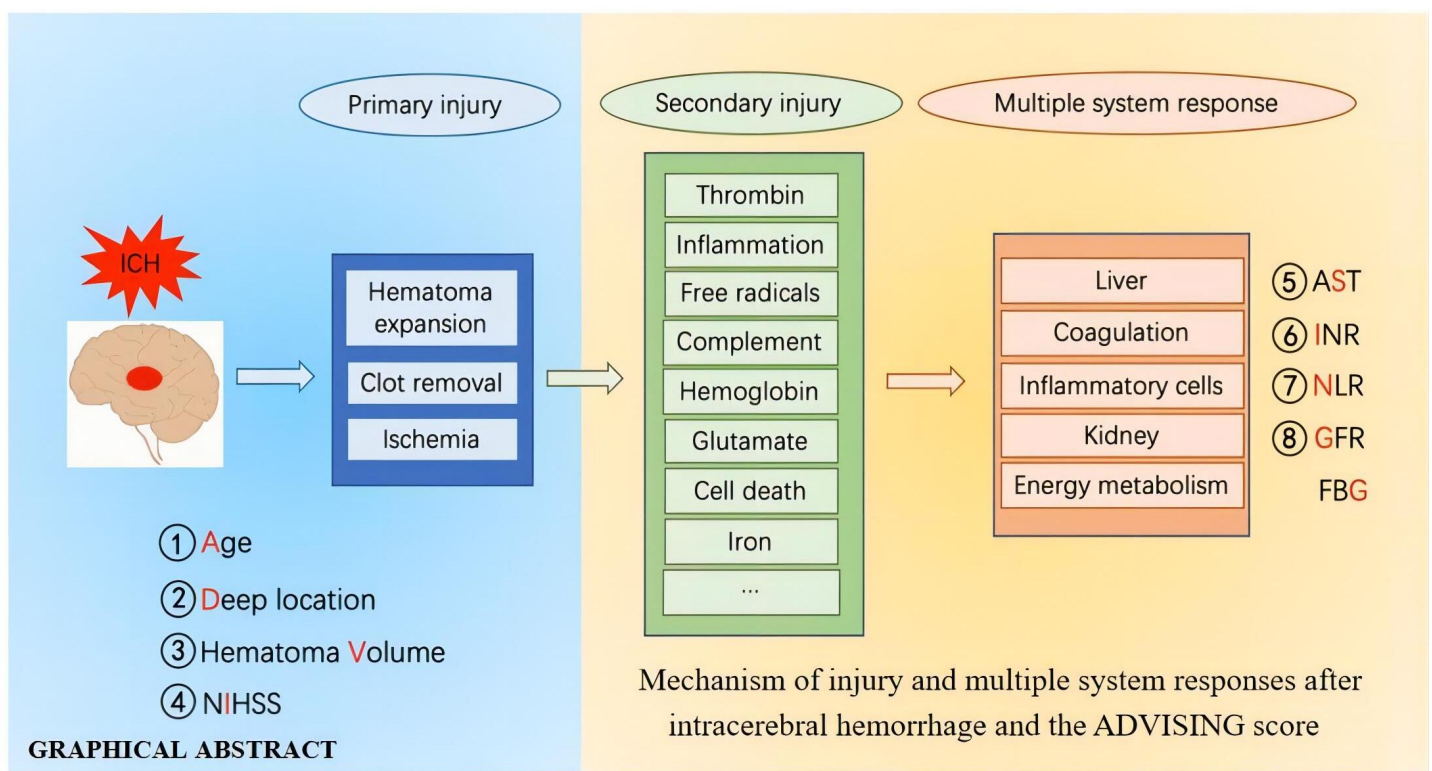 Primary injury
Secondary injury
Multiple system response
ICH
Hematoma
expansion
Clot removal
Ischemia
Thrombin
Inflammation
Free radicals
Complement
Hemoglobin
Glutamate
Cell death
Iron
...
Liver
Coagulation
Inflammatory cells
Kidney
Energy metabolism
⑤ AST
⑥ INR
⑦ NLR
⑧ GFR
FBG
① Age
② Deep location
③ Hematoma Volume
④ NIHSS
Mechanism of injury and multiple system responses after
intracerebral hemorrhage and the ADVISING score
GRAPHICAL ABSTRACT